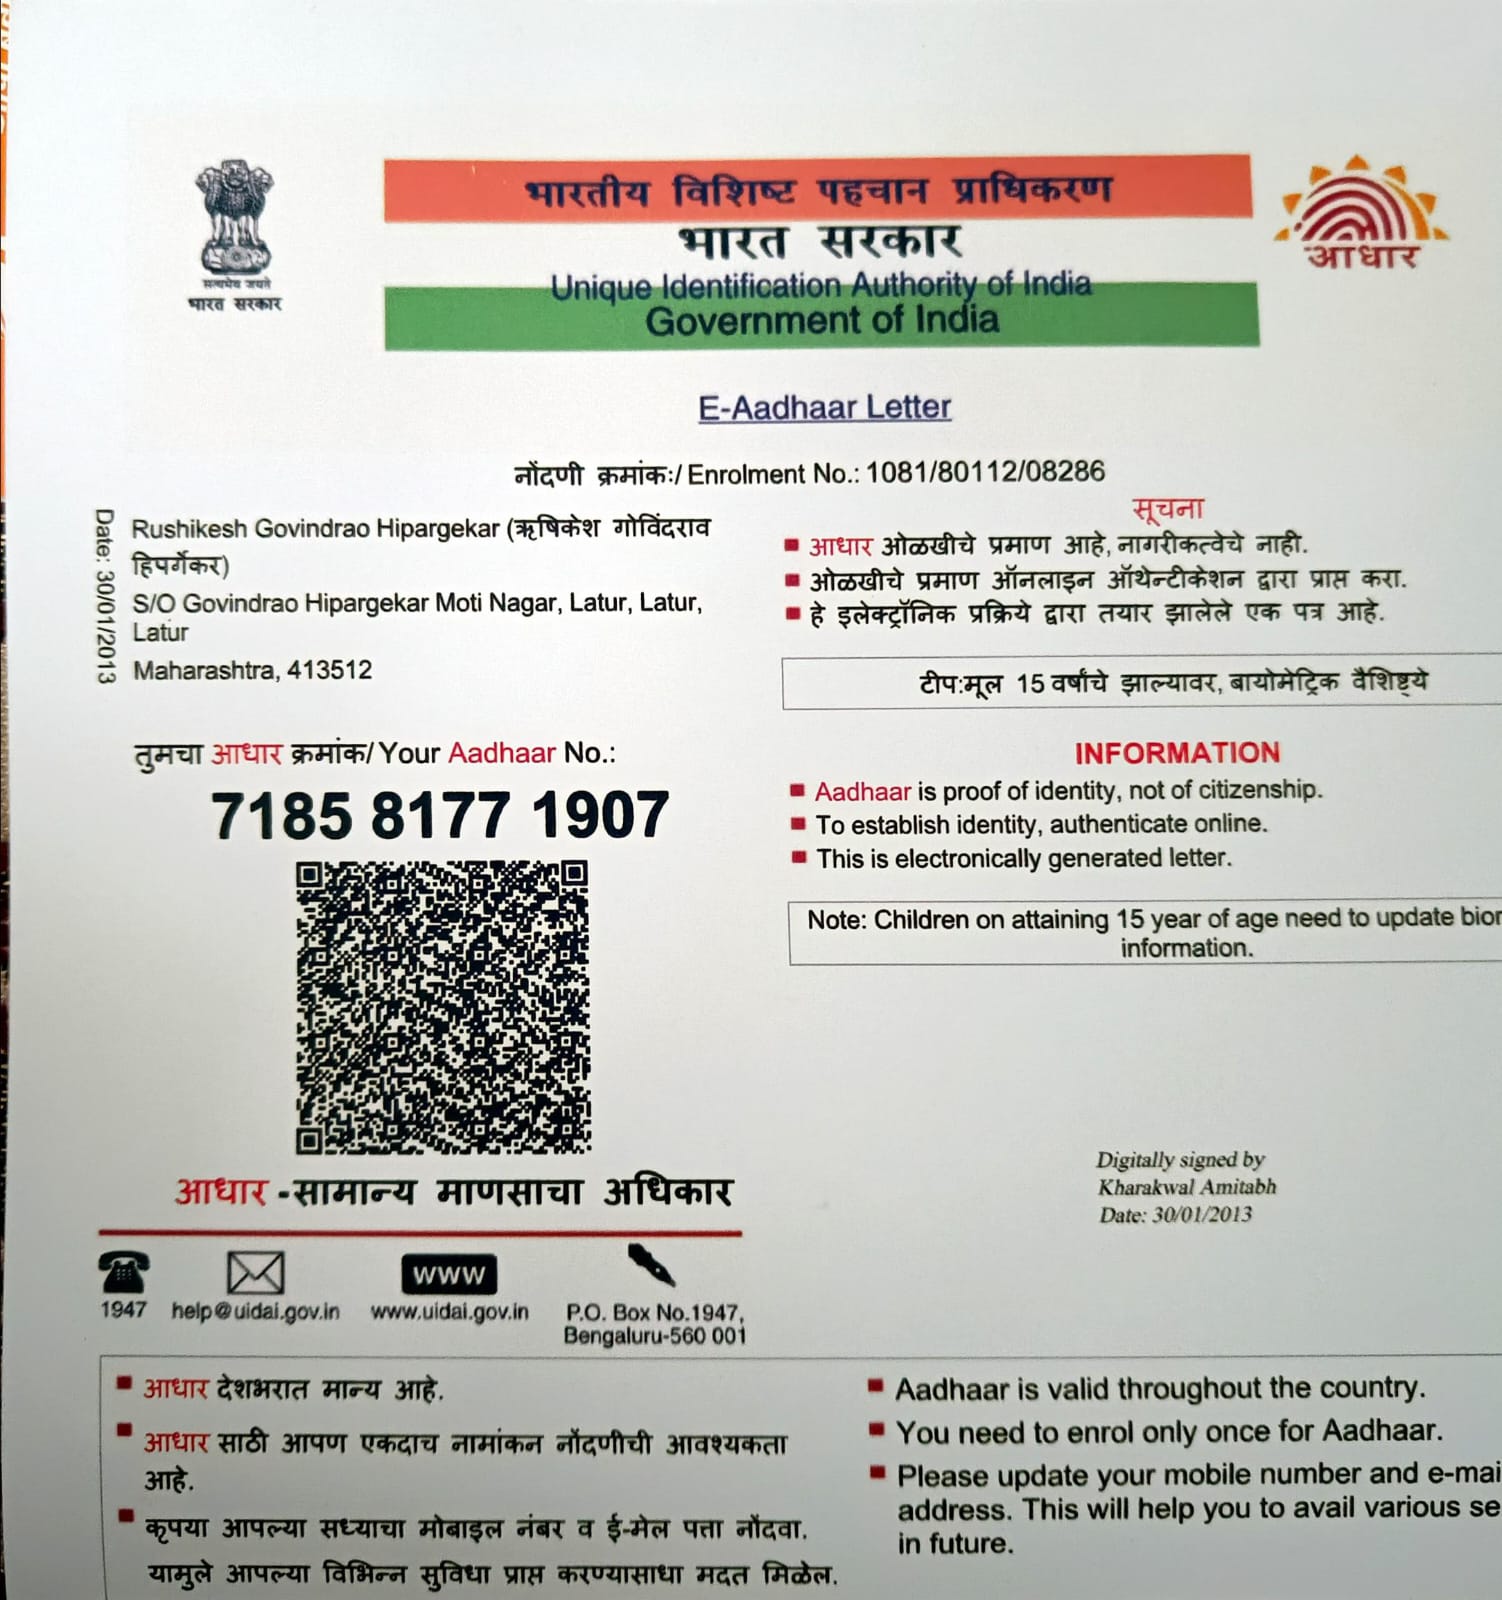 सत्यमेव जयते
भारत सरकार
भारतीय विशिष्ट पहचान प्राधिकरण
भारत सरकार
Unique Identification Authority of India
Government of India
आधार
E-Aadhaar Letter
नोंदणी क्रमांकः/ Enrolment No.: 1081/80112/08286
Date: 30/01/2013
Rushikesh Govindrao Hipargekar (ऋषिकेश गोविंदराव
हिपर्गेकर)
S/O Govindrao Hipargekar Moti Nagar, Latur, Latur,
Latur
Maharashtra, 413512
तुमचा आधार क्रमांक/ Your Aadhaar No.:
7185 8177 1907
आधार -सामान्य माणसाचा अधिकार
1947
help@uidai.gov.in
www
www.uidai.gov.in
P.O. Box No.1947,
Bengaluru-560 001
सूचना
आधार ओळखीचे प्रमाण आहे, नागरीकत्वेचे नाही.
ओळखीचे प्रमाण ऑनलाइन ऑथेन्टीकेशन द्वारा प्राप्त करा.
हे इलेक्ट्रॉनिक प्रक्रिये द्वारा तयार झालेले एक पत्र आहे.
टीप:मूल 15 वर्षांचे झाल्यावर, बायोमेट्रिक वैशिष्ट्ये
INFORMATION
Aadhaar is proof of identity, not of citizenship.
To establish identity, authenticate online.
This is electronically generated letter.
Note: Children on attaining 15 year of age need to update bior
information.
Digitally signed by
Kharakwal Amitabh
Date: 30/01/2013
आधार देशभरात मान्य आहे.
आधार साठी आपण एकदाच नामांकन नोंदणीची आवश्यकता
आहे.
कृपया आपल्या सध्याचा मोबाइल नंबर व ई-मेल पत्ता नोंदवा.
यामुले आपल्या विभिन्न सुविधा प्राप्त करण्यासाधा मदत मिळेल.
Aadhaar is valid throughout the country.
You need to enrol only once for Aadhaar.
Please update your mobile number and e-mai
address. This will help you to avail various se
in future.